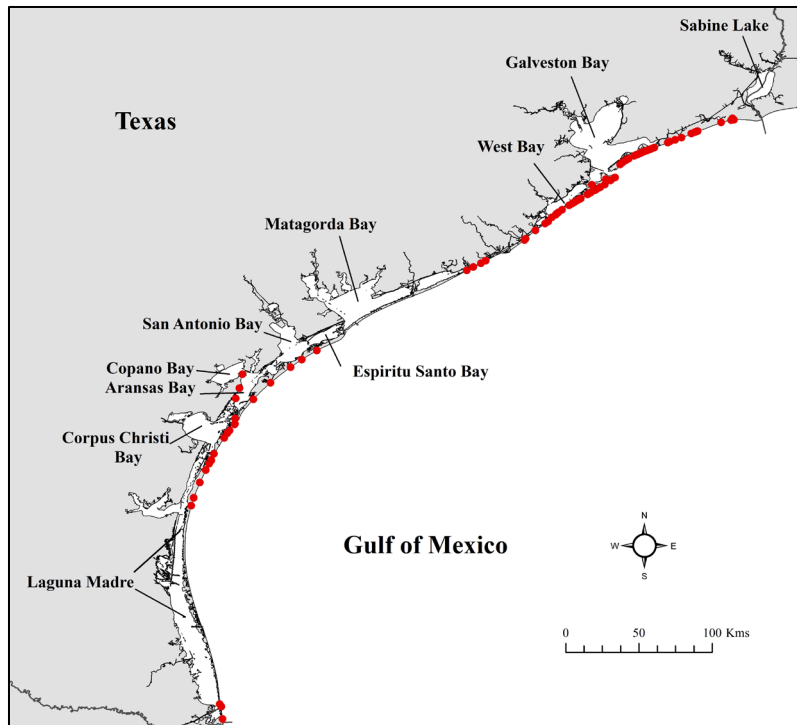 Sabine Lake
Galveston Bay
Texas
West Bay
Matagorda Bay
San Antonio Bay
Copano Bay
Aransas Bay
Espiritu Santo Bay
Corpus Christi
Bay
Gulf of Mexico
N
W E
S
Laguna Madre
0 50 100 Kms